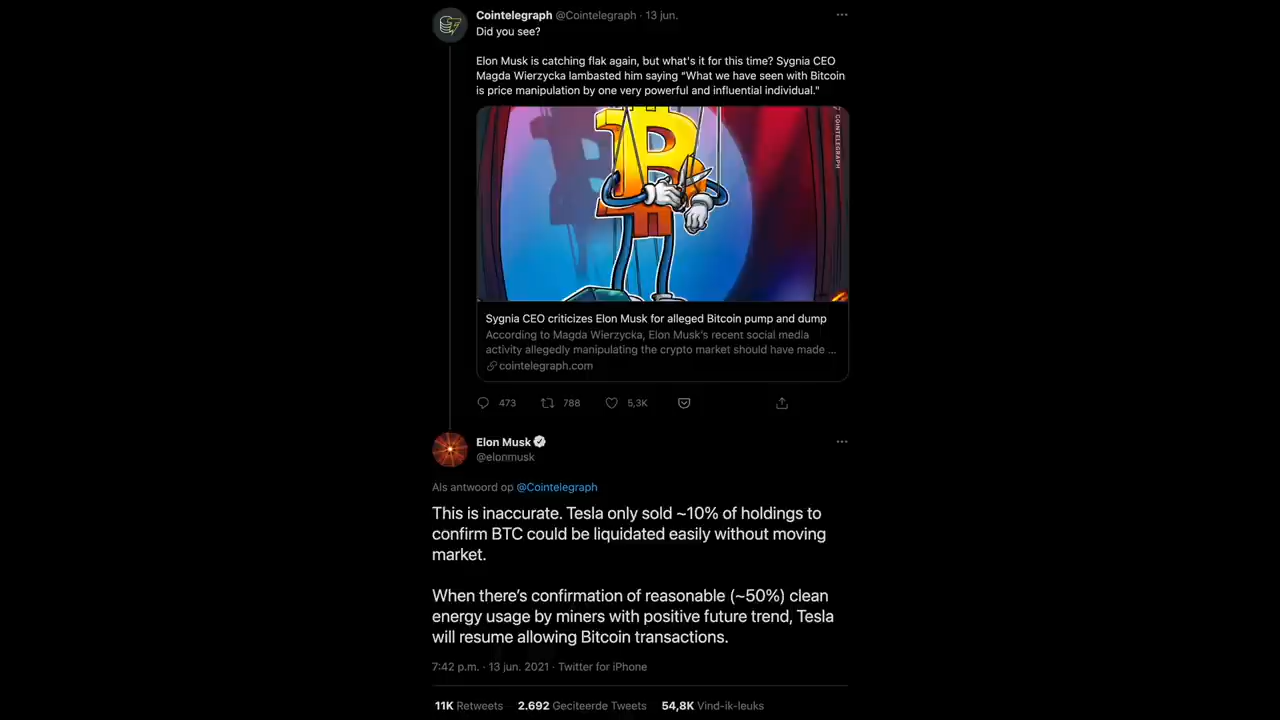 Cointelegraph @Cointelegraph · 13 jun.
Did you see?
Elon Musk is catching flak again, but what's it for this time? Sygnia CEO
Magda Wierzycka lambasted him saying “What we have seen with Bitcoin
is price manipulation by one very powerful and influential individual."
COINTELEGRAPH
Sygnia CEO criticizes Elon Musk for alleged Bitcoin pump and dump
According to Magda Wierzycka, Elon Musk's recent social media
activity allegedly manipulating the crypto market should have made ...
cointelegraph.com
473 788 5,3K
Elon Musk
@elonmusk
Als antwoord op @Cointelegraph
This is inaccurate. Tesla only sold ~10% of holdings to
confirm BTC could be liquidated easily without moving
market.
When there's confirmation of reasonable (~50%) clean
energy usage by miners with positive future trend, Tesla
will resume allowing Bitcoin transactions.
7:42 p.m. · 13 jun. 2021 · Twitter for iPhone
11K Retweets 2.692 Geciteerde Tweets 54,8K Vind-ik-leuks